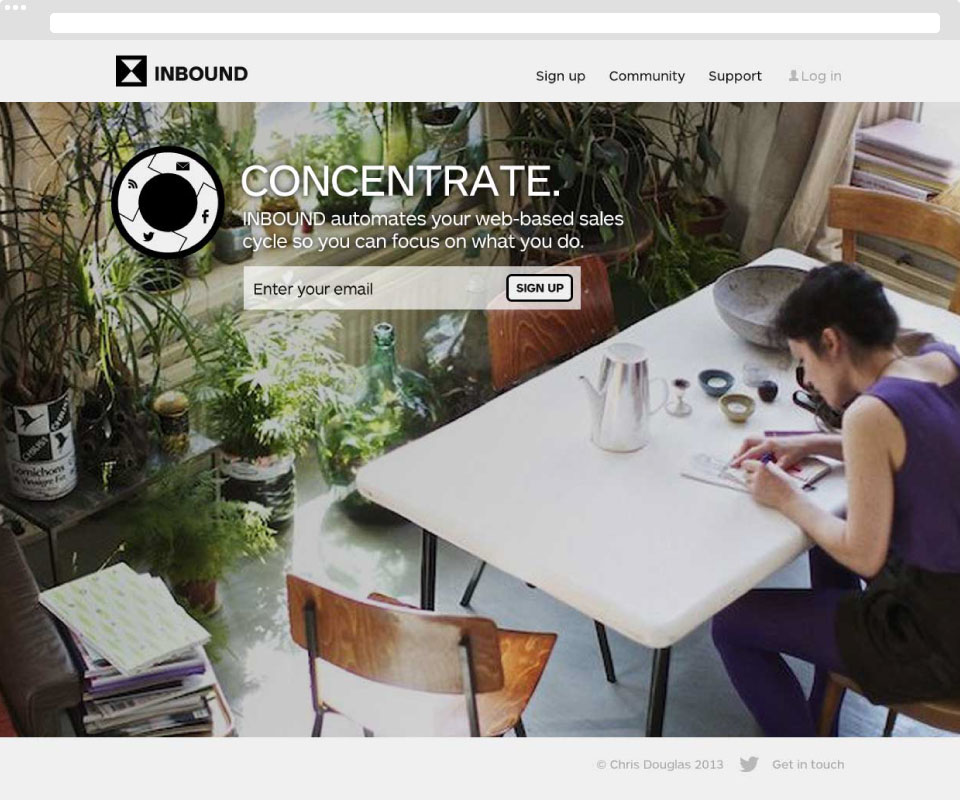 INBOUND
Sign up Community Support Log in
CONCENTRATE.
INBOUND automates your web-based sales
cycle so you can focus on what you do.
Enter your email SIGN UP
Cornichons
© Chris Douglas 2013 Get in touch